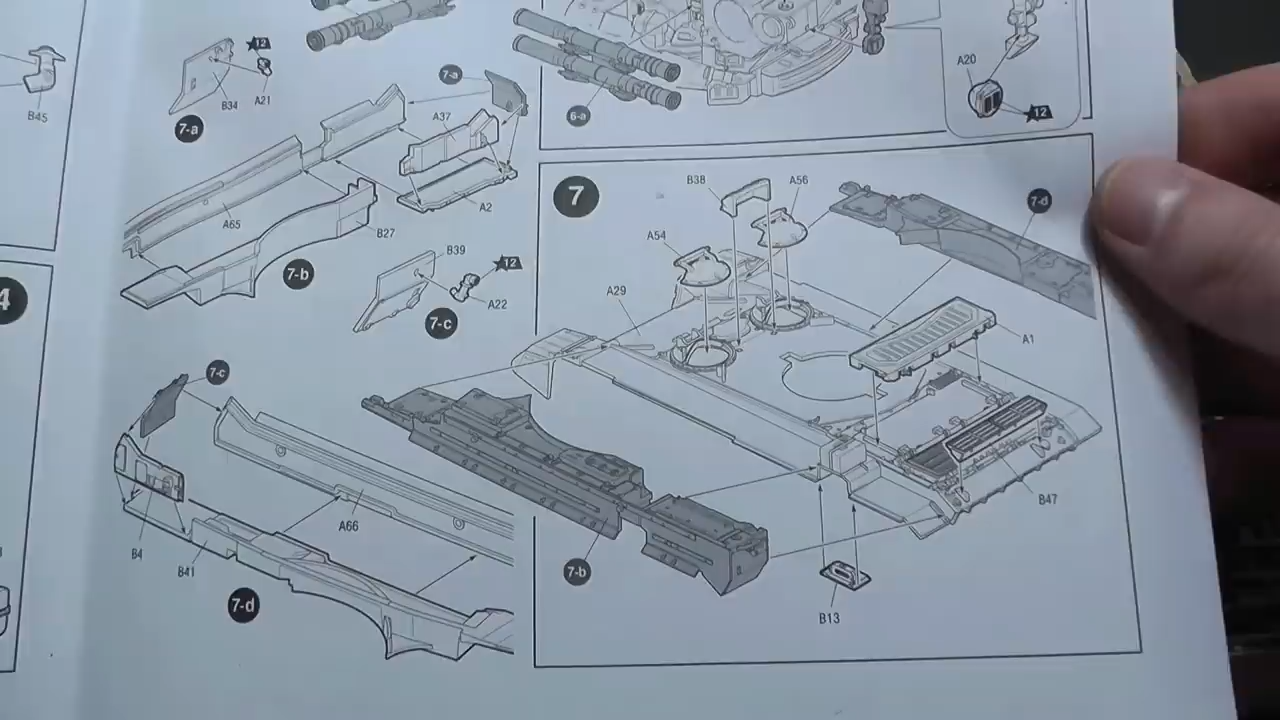 B45
4
12
B34
A21
7-a
7-a
A37
A65
A2
B27
7-b
B39
12
A22
7-c
7-c
A66
B4
B41
7-d
6-a
A20
12
7
B38
A56
7-d
A54
A29
A1
B47
7-b
B13